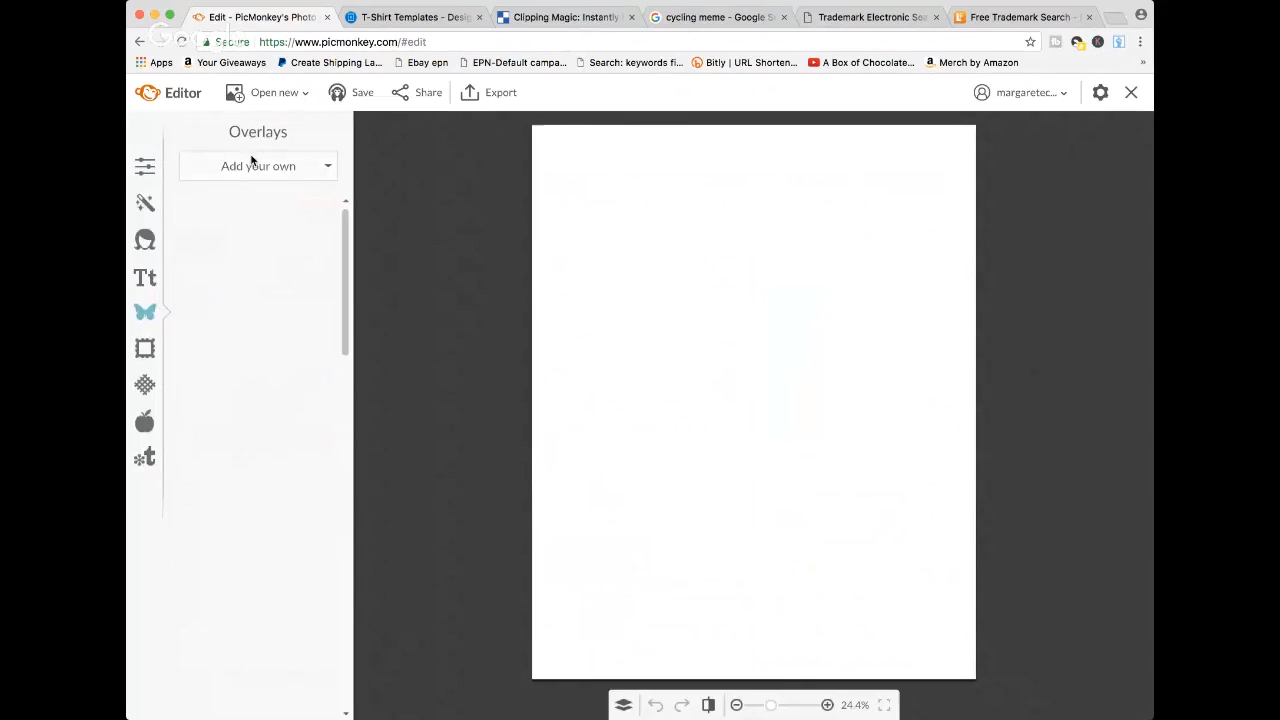 Edit - PicMonkey's Photo
T-Shirt Templates - Desig
Clipping Magic: Instantly
cycling meme - Google S
Trademark Electronic Sea
Free Trademark Search -
Google
Secure
https://www.picmonkey.com/#edit
Apps
Your Giveaways
Create Shipping La...
Ebay epn
EPN-Default campa...
Search: keywords fi...
Bitly | URL Shorten...
A Box of Chocolate...
Merch by Amazon
»
Editor
Open new
Save
Share
Export
margaretec...
Overlays
Add your own
Tt
t
24.4%